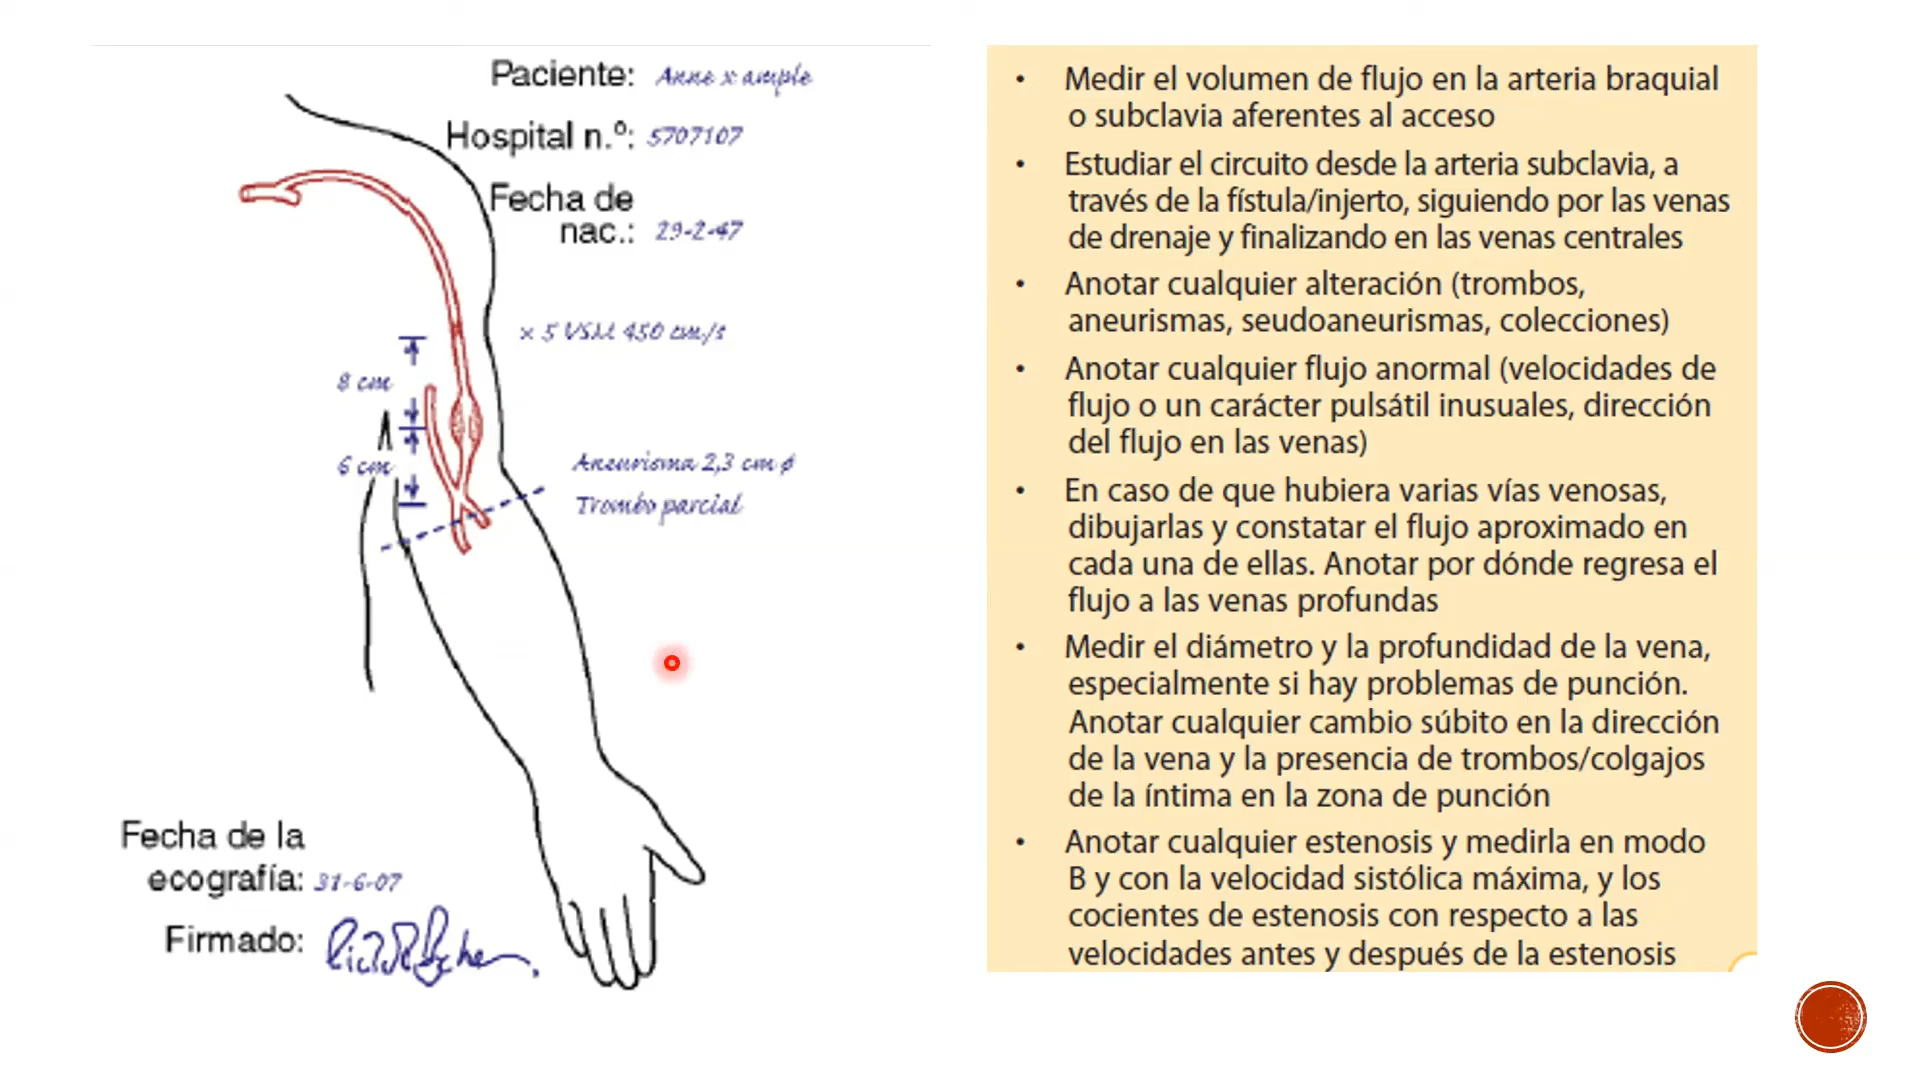 Paciente: Anne x ample
Hospital n.º: 5707107
Fecha de
nac.: 29-2-47
x 5 VSM 450 cm/s
8 cm
6 cm
Aneurisma 2,3 cm ø
Trombo parcial
Fecha de la
ecografía: 31-6-07
Firmado:
• Medir el volumen de flujo en la arteria braquial
o subclavia aferentes al acceso
• Estudiar el circuito desde la arteria subclavia, a
través de la fístula/injerto, siguiendo por las venas
de drenaje y finalizando en las venas centrales
• Anotar cualquier alteración (trombos,
aneurismas, seudoaneurismas, colecciones)
• Anotar cualquier flujo anormal (velocidades de
flujo o un carácter pulsátil inusuales, dirección
del flujo en las venas)
• En caso de que hubiera varias vías venosas,
dibujarlas y constatar el flujo aproximado en
cada una de ellas. Anotar por dónde regresa el
flujo a las venas profundas
• Medir el diámetro y la profundidad de la vena,
especialmente si hay problemas de punción.
Anotar cualquier cambio súbito en la dirección
de la vena y la presencia de trombos/colgajos
de la íntima en la zona de punción
• Anotar cualquier estenosis y medirla en modo
B y con la velocidad sistólica máxima, y los
cocientes de estenosis con respecto a las
velocidades antes y después de la estenosis